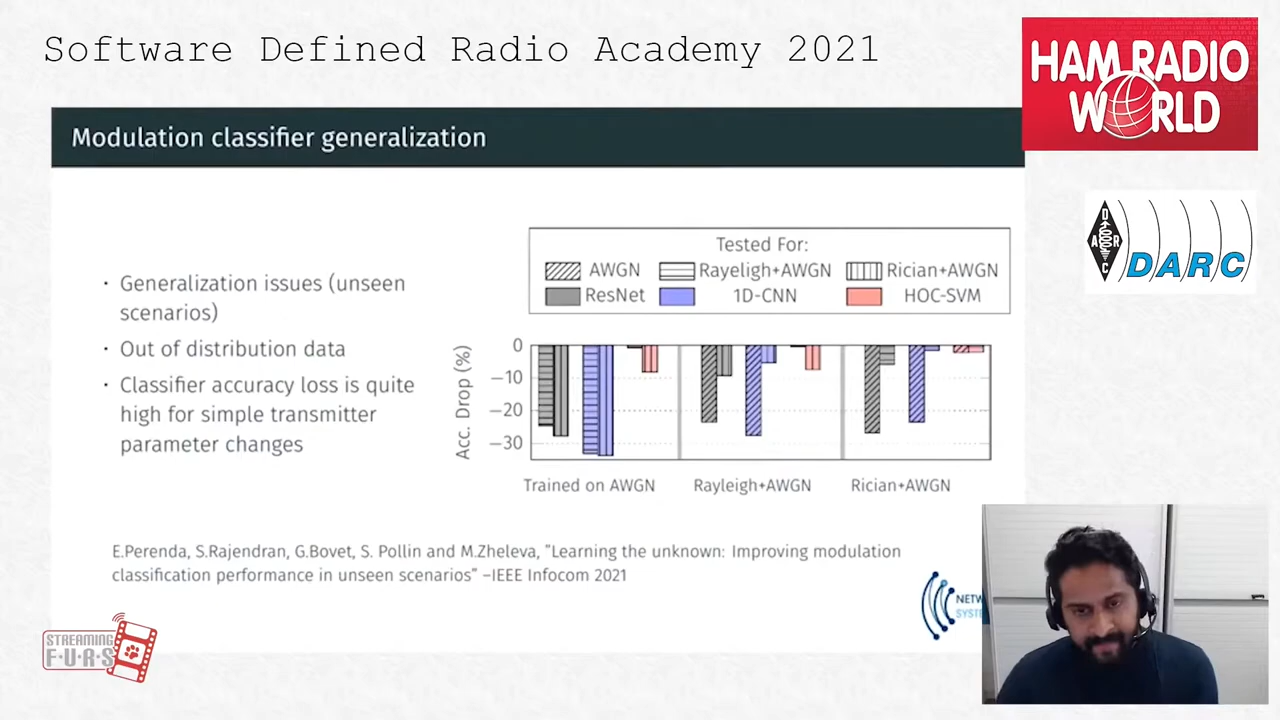 Software Defined Radio Academy 2021
HAM RADIO
WORLD
DARC
DARC
Modulation classifier generalization
· Generalization issues (unseen
scenarios)
· Out of distribution data
· Classifier accuracy loss is quite
high for simple transmitter
parameter changes
Tested For:
AWGN Rayeligh+AWGN Rician+AWGN
ResNet 1D-CNN HOC-SVM
Acc. Drop (%)
0
−10
−20
−30
Trained on AWGN Rayleigh+AWGN Rician+AWGN
E.Perenda, S.Rajendran, G.Bovet, S. Pollin and M.Zheleva, "Learning the unknown: Improving modulation
classification performance in unseen scenarios" –IEEE Infocom 2021
STREAMING
F·U·R·S